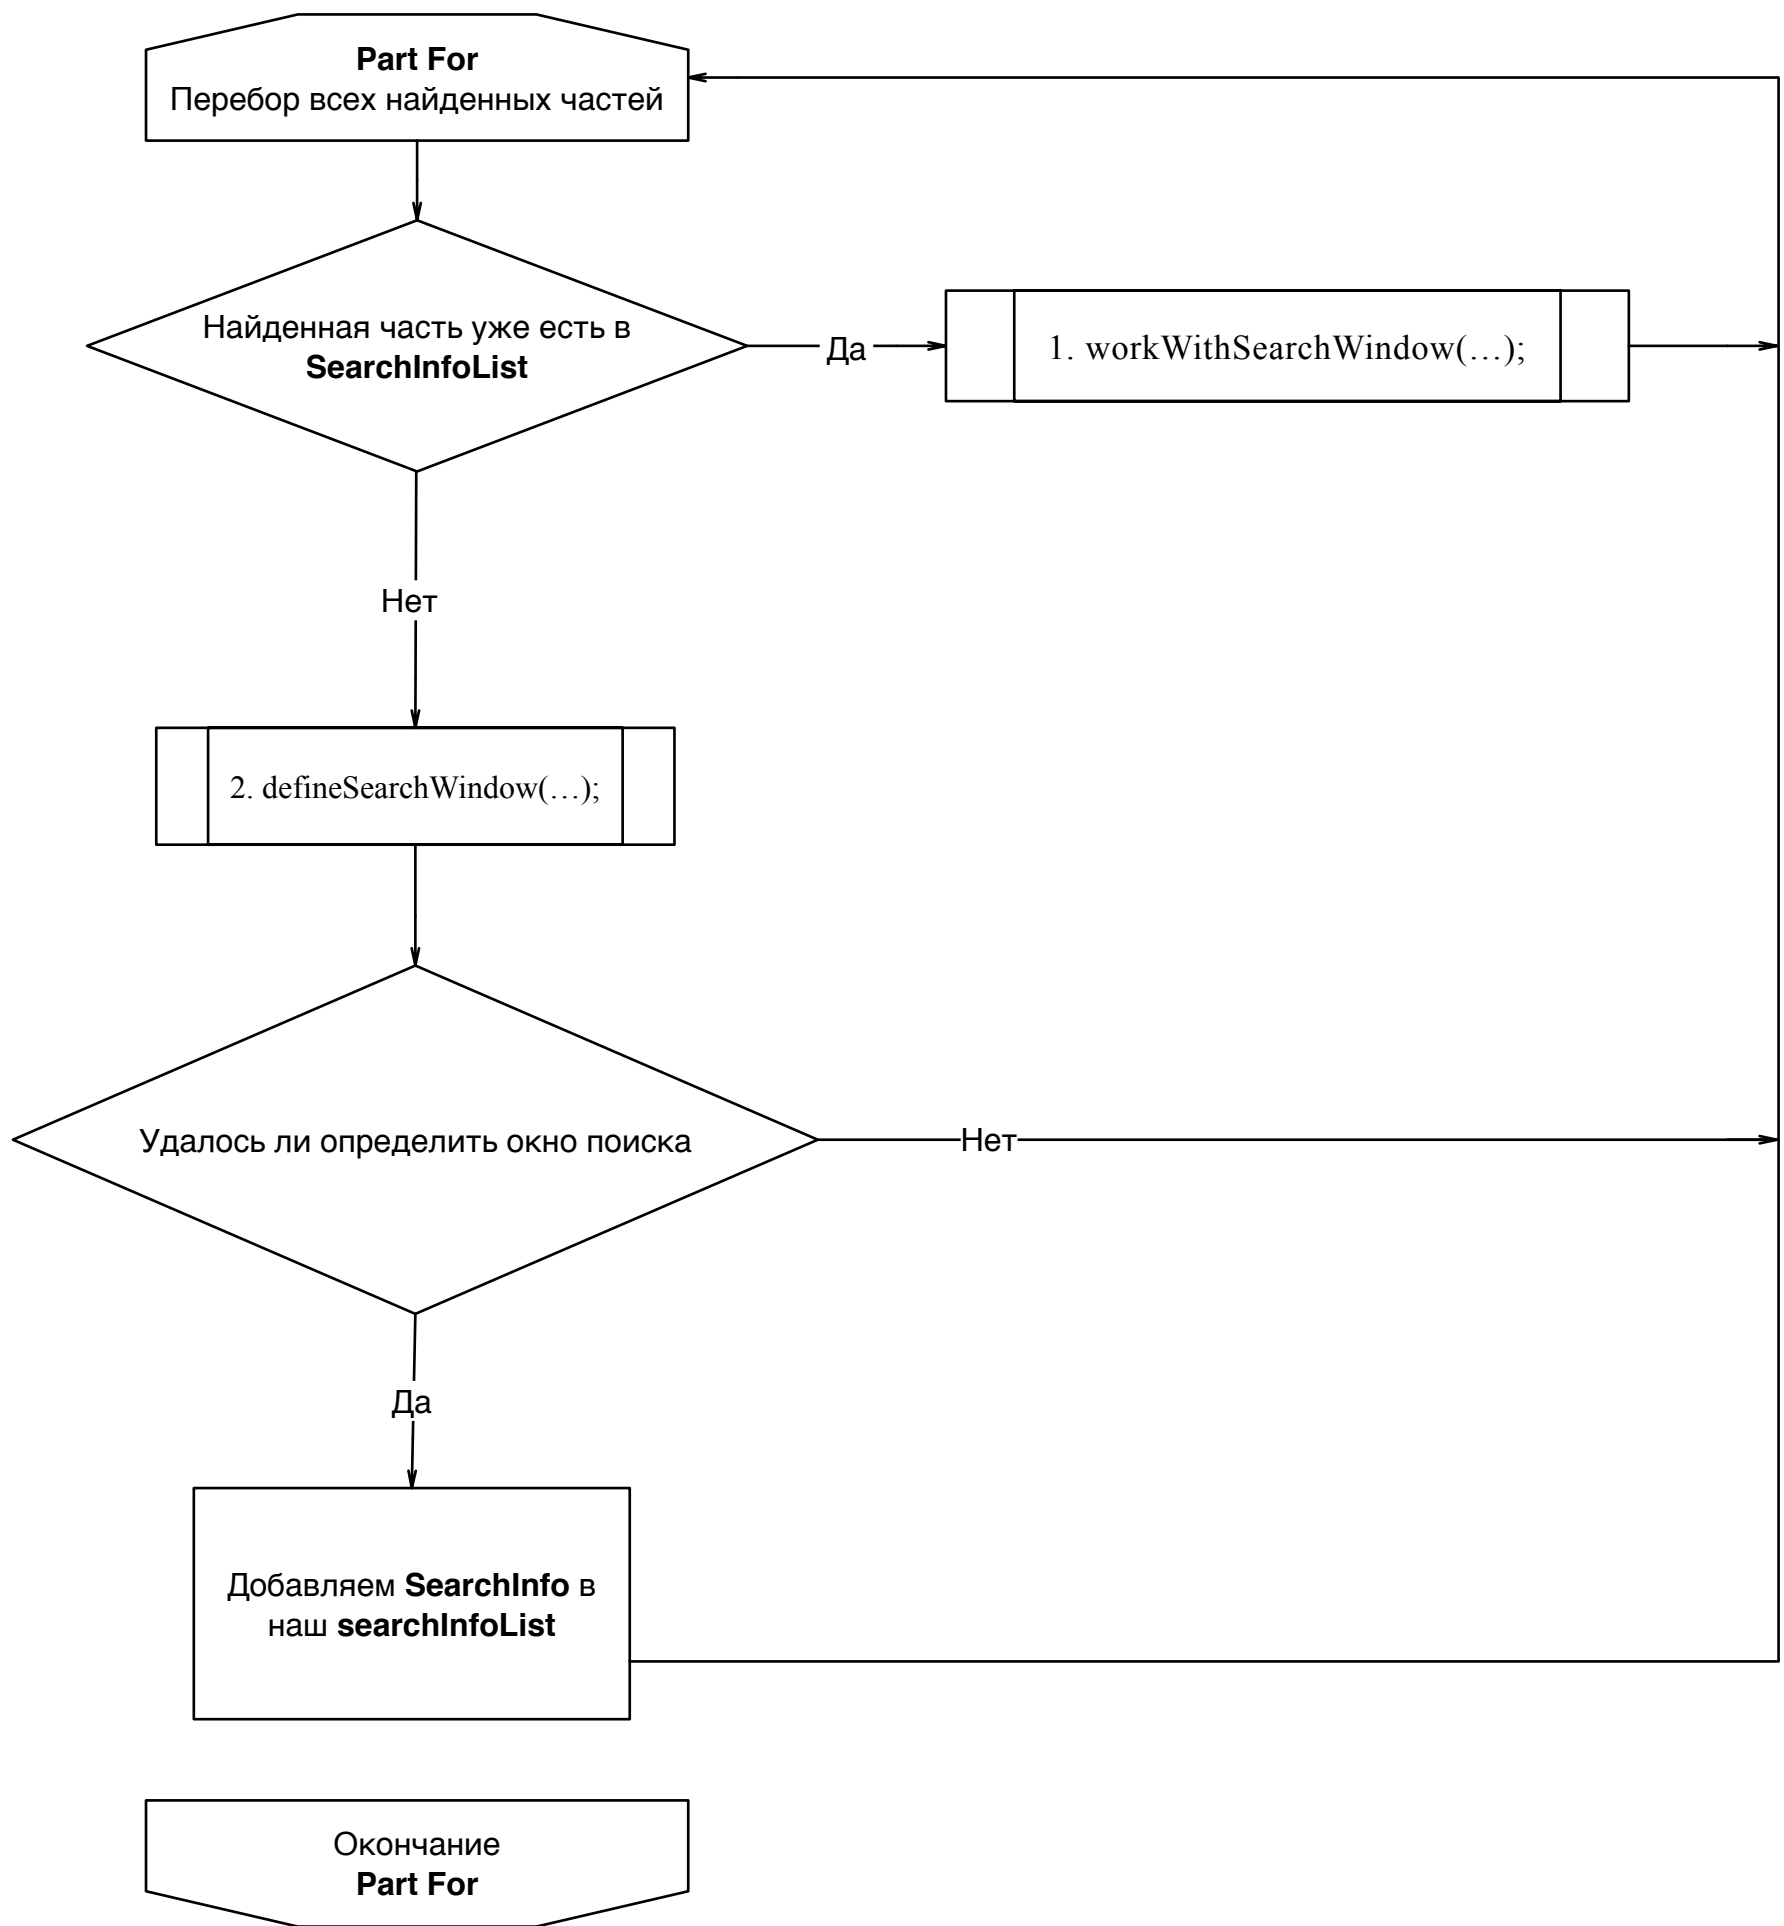 Part For
Перебор всех найденных частей
Найденная часть уже есть в
SearchInfoList
Да
1. workWithSearchWindow(…);
Нет
2. defineSearchWindow(…);
Удалось ли определить окно поиска
Нет
Да
Добавляем SearchInfo в
наш searchInfoList
Окончание
Part For